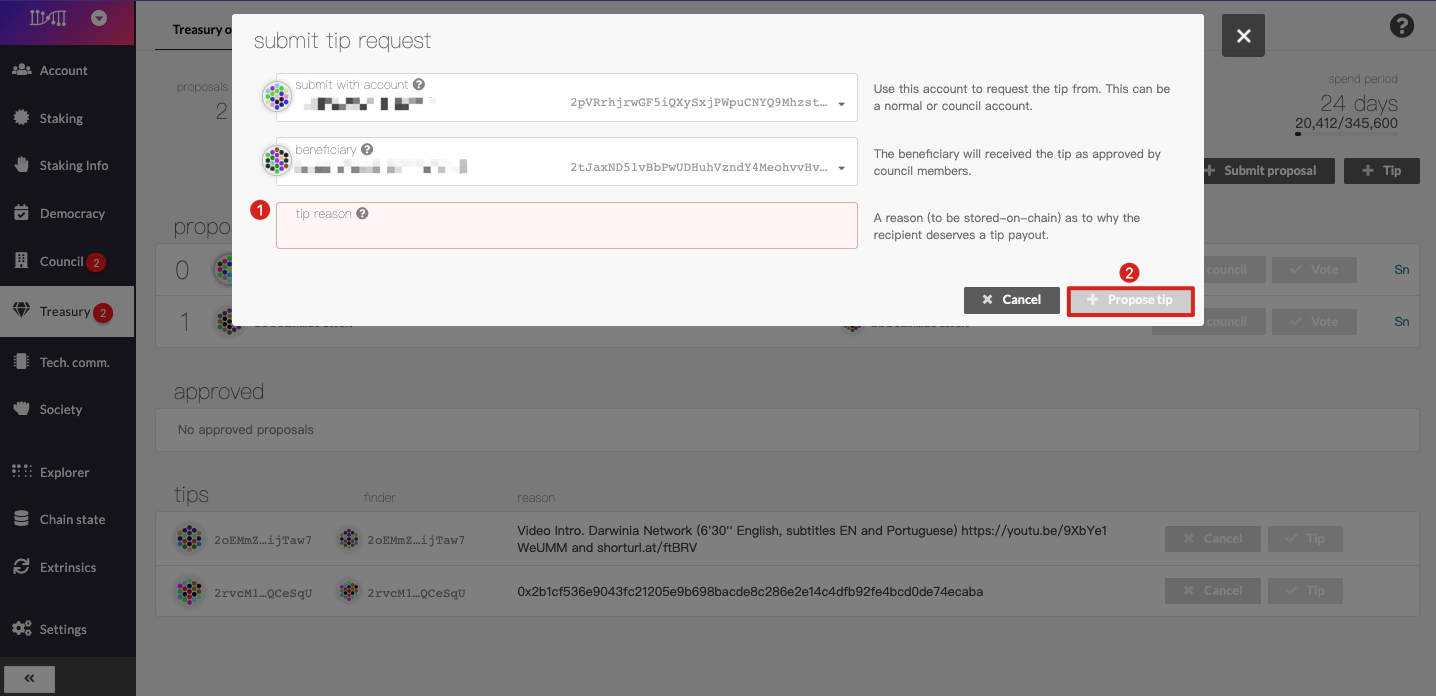 Account
Staking
Staking Info
Democracy
Council 2
Treasury 2
Tech. comm.
Society
Explorer
Chain state
Extrinsics
Settings
Treasury o
proposals
2
spend period
24 days
20,412/345,600
Submit proposal
Tip
submit tip request
submit with account
2pVRrhjrwGF5iQXySxjPWpuCNYQ9Mhzst…
Use this account to request the tip from. This can be
a normal or council account.
beneficiary
2tJaxND51vBbPwUDHuhVzndY4MeohvvHv…
The beneficiary will received the tip as approved by
council members.
1
tip reason
A reason (to be stored-on-chain) as to why the
recipient deserves a tip payout.
2
Cancel
Propose tip
propo
0
council
Vote
Sn
1
council
Vote
Sn
approved
No approved proposals
tips
finder
reason
2oEMmZ…ijTaw7
2oEMmZ…ijTaw7
Video Intro. Darwinia Network (6'30'' English, subtitles EN and Portuguese) https://youtu.be/9XbYe1
WeUMM and shorturl.at/ftBRV
Cancel
Tip
2rvcM1…QCeSqU
2rvcM1…QCeSqU
0x2b1cf536e9043fc21205e9b698bacde8c286e2e14c4dfb92fe4bcd0de74ecaba
Cancel
Tip